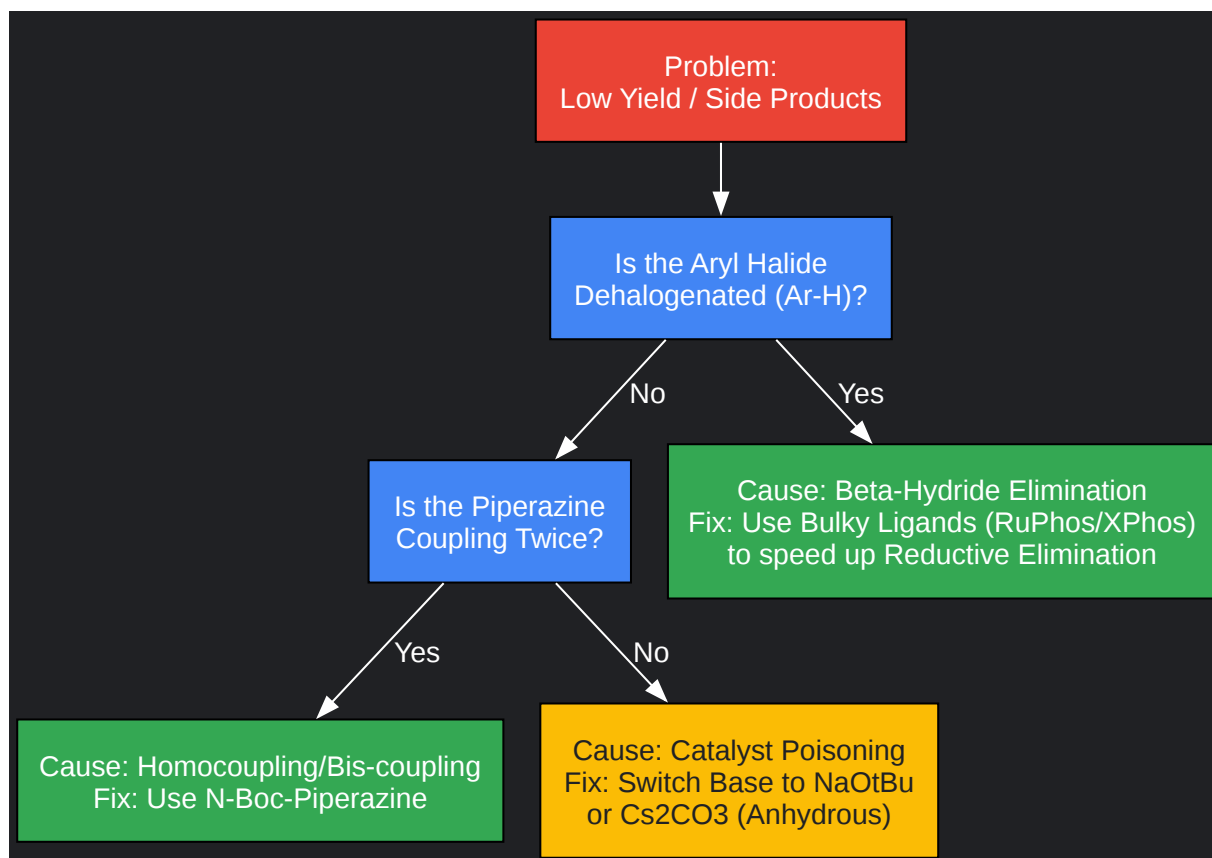 Problem:
Low Yield / Side Products
Is the Aryl Halide
Dehalogenated (Ar-H)?
No
Yes
Is the Piperazine
Coupling Twice?
Cause: Beta-Hydride Elimination
Fix: Use Bulky Ligands (RuPhos/XPhos)
to speed up Reductive Elimination
Yes
No
Cause: Homocoupling/Bis-coupling
Fix: Use N-Boc-Piperazine
Cause: Catalyst Poisoning
Fix: Switch Base to NaOtBu
or Cs2CO3 (Anhydrous)